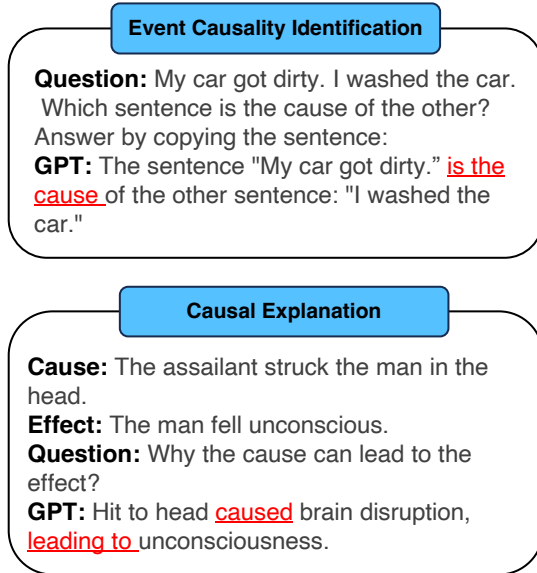 Event Causality Identification
Question: My car got dirty. I washed the car.
Which sentence is the cause of the other?
Answer by copying the sentence:
GPT: The sentence "My car got dirty.” is the
cause of the other sentence: "I washed the
car."
Causal Explanation
Cause: The assailant struck the man in the
head.
Effect: The man fell unconscious.
Question: Why the cause can lead to the
effect?
GPT: Hit to head caused brain disruption,
leading to unconsciousness.